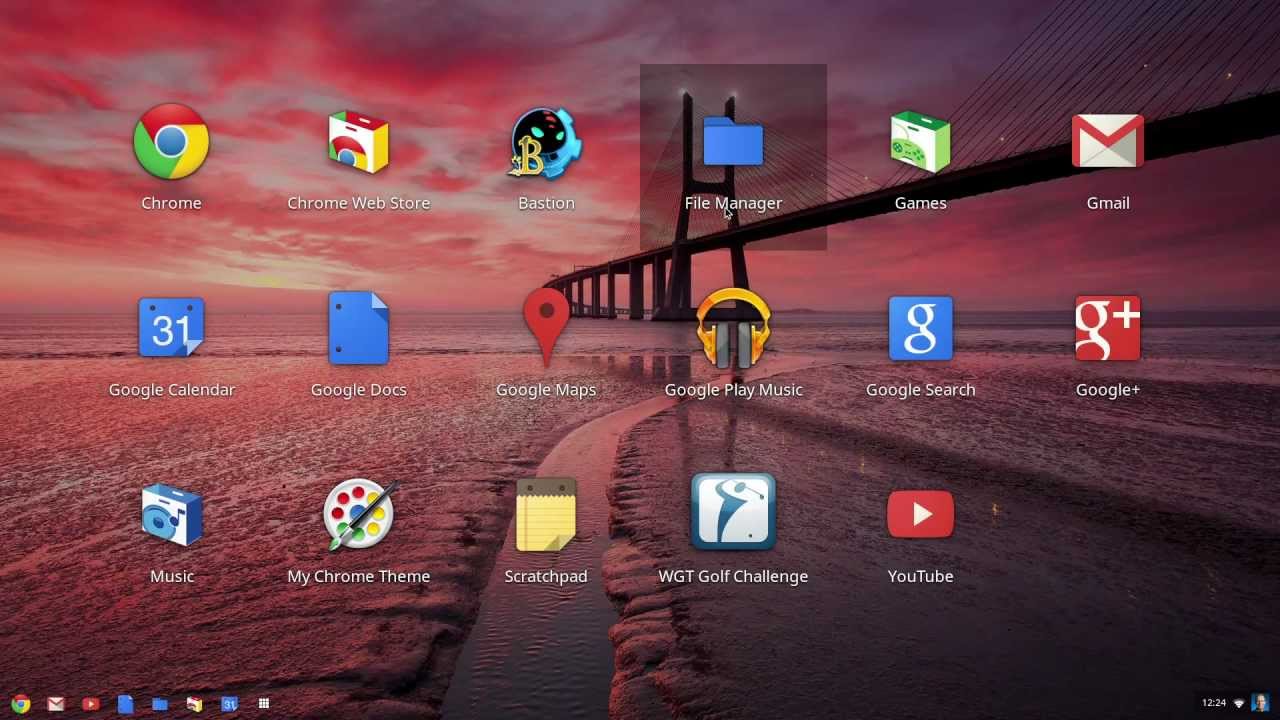 B
Chrome
Chrome Web Store
Bastion
File Manager
Games
Gmail
31
g
g+
Google Calendar
Google Docs
Google Maps
Google Play Music
Google Search
Google+
Music
My Chrome Theme
Scratchpad
WGT Golf Challenge
YouTube
31
12:24